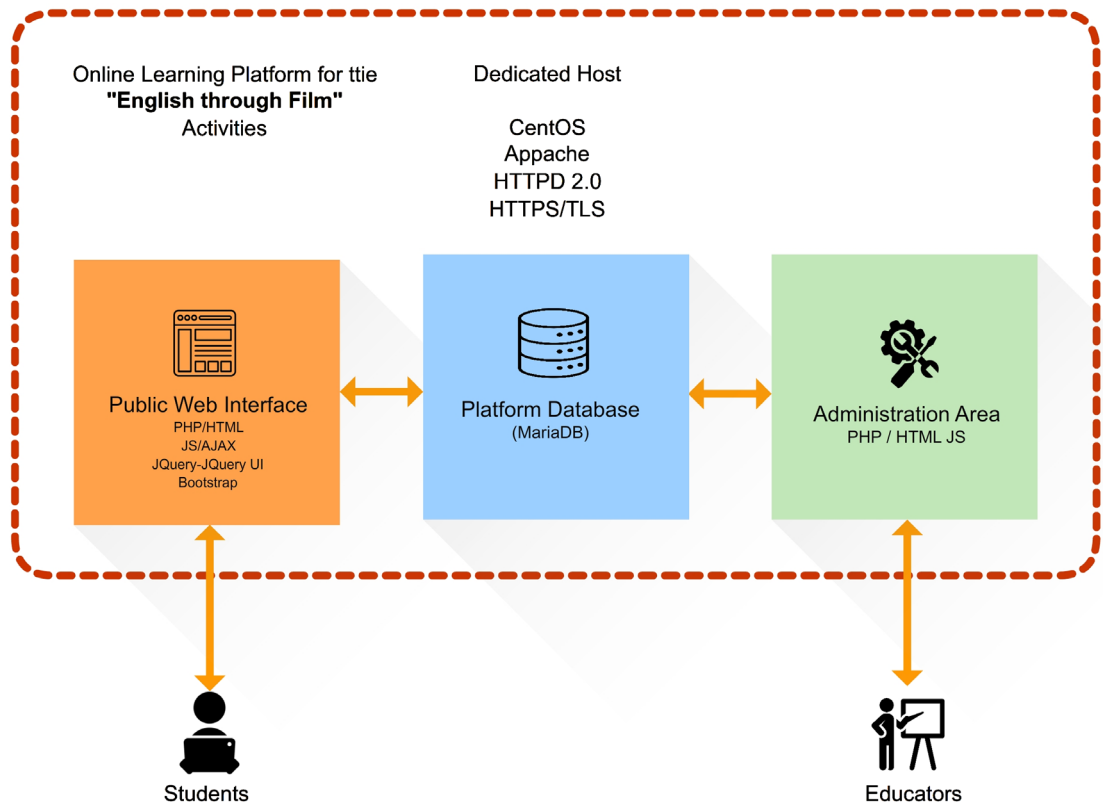 Online Learning Platform for ttie
"English through Film"
Activities
Dedicated Host
CentOS
Appache
HTTPD 2.0
HTTPS/TLS
Public Web Interface
PHP/HTML
JS/AJAX
JQuery-JQuery UI
Bootstrap
Platform Database
(MariaDB)
Administration Area
PHP / HTML JS
Students
Educators